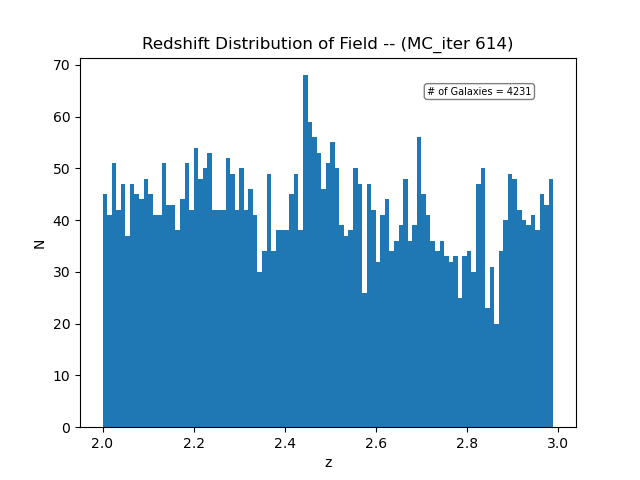 Redshift Distribution of Field -- (MC_iter 614)
# of Galaxies = 4231
70
60
50
40
30
20
10
0
N
2.0 2.2 2.4 2.6 2.8 3.0
z